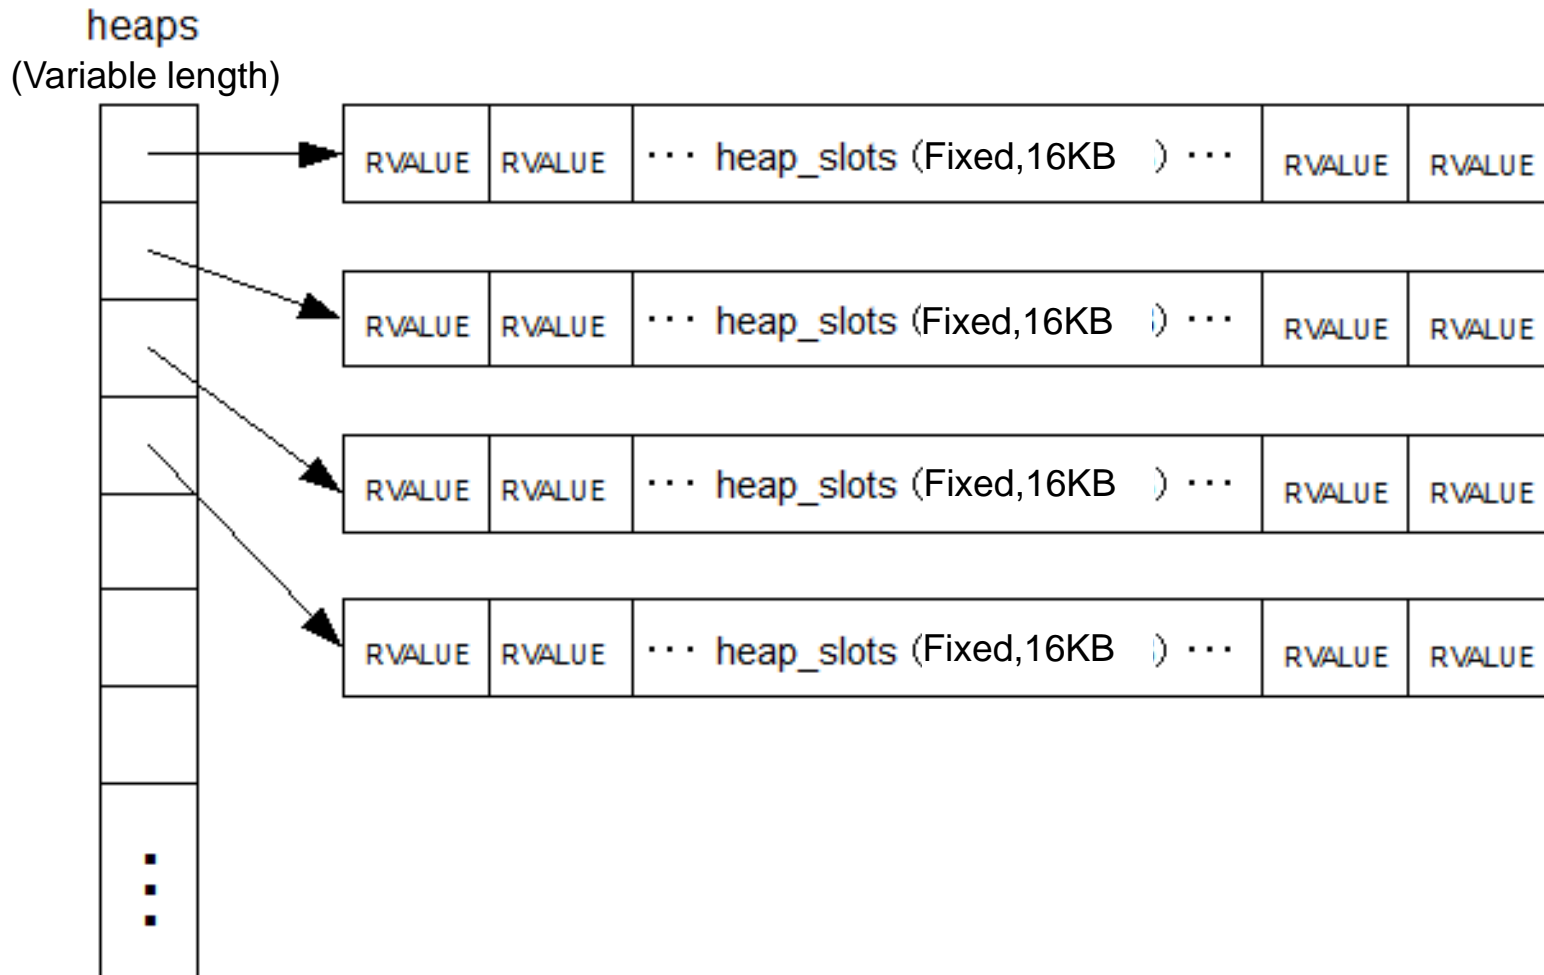 heaps
(Variable length)
RVALUE RVALUE ··· heap_slots (Fixed,16KB ) ··· RVALUE RVALUE
RVALUE RVALUE ··· heap_slots (Fixed,16KB ) ··· RVALUE RVALUE
RVALUE RVALUE ··· heap_slots (Fixed,16KB ) ··· RVALUE RVALUE
RVALUE RVALUE ··· heap_slots (Fixed,16KB ) ··· RVALUE RVALUE